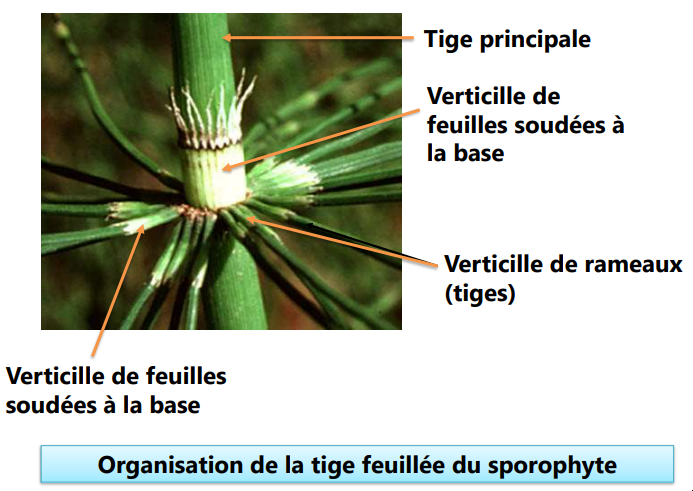 Tige principale
Verticille de
feuilles soudées à
la base
Verticille de rameaux
(tiges)
Verticille de feuilles
soudées à la base
Organisation de la tige feuillée du sporophyte